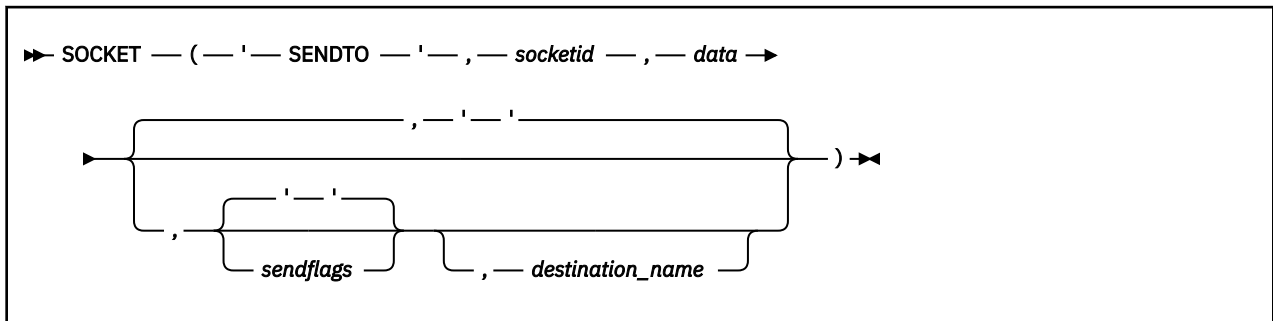 SOCKET ( ' SENDTO ' , socketid , data
, ' '
)
' '
,
sendflags , destination_name